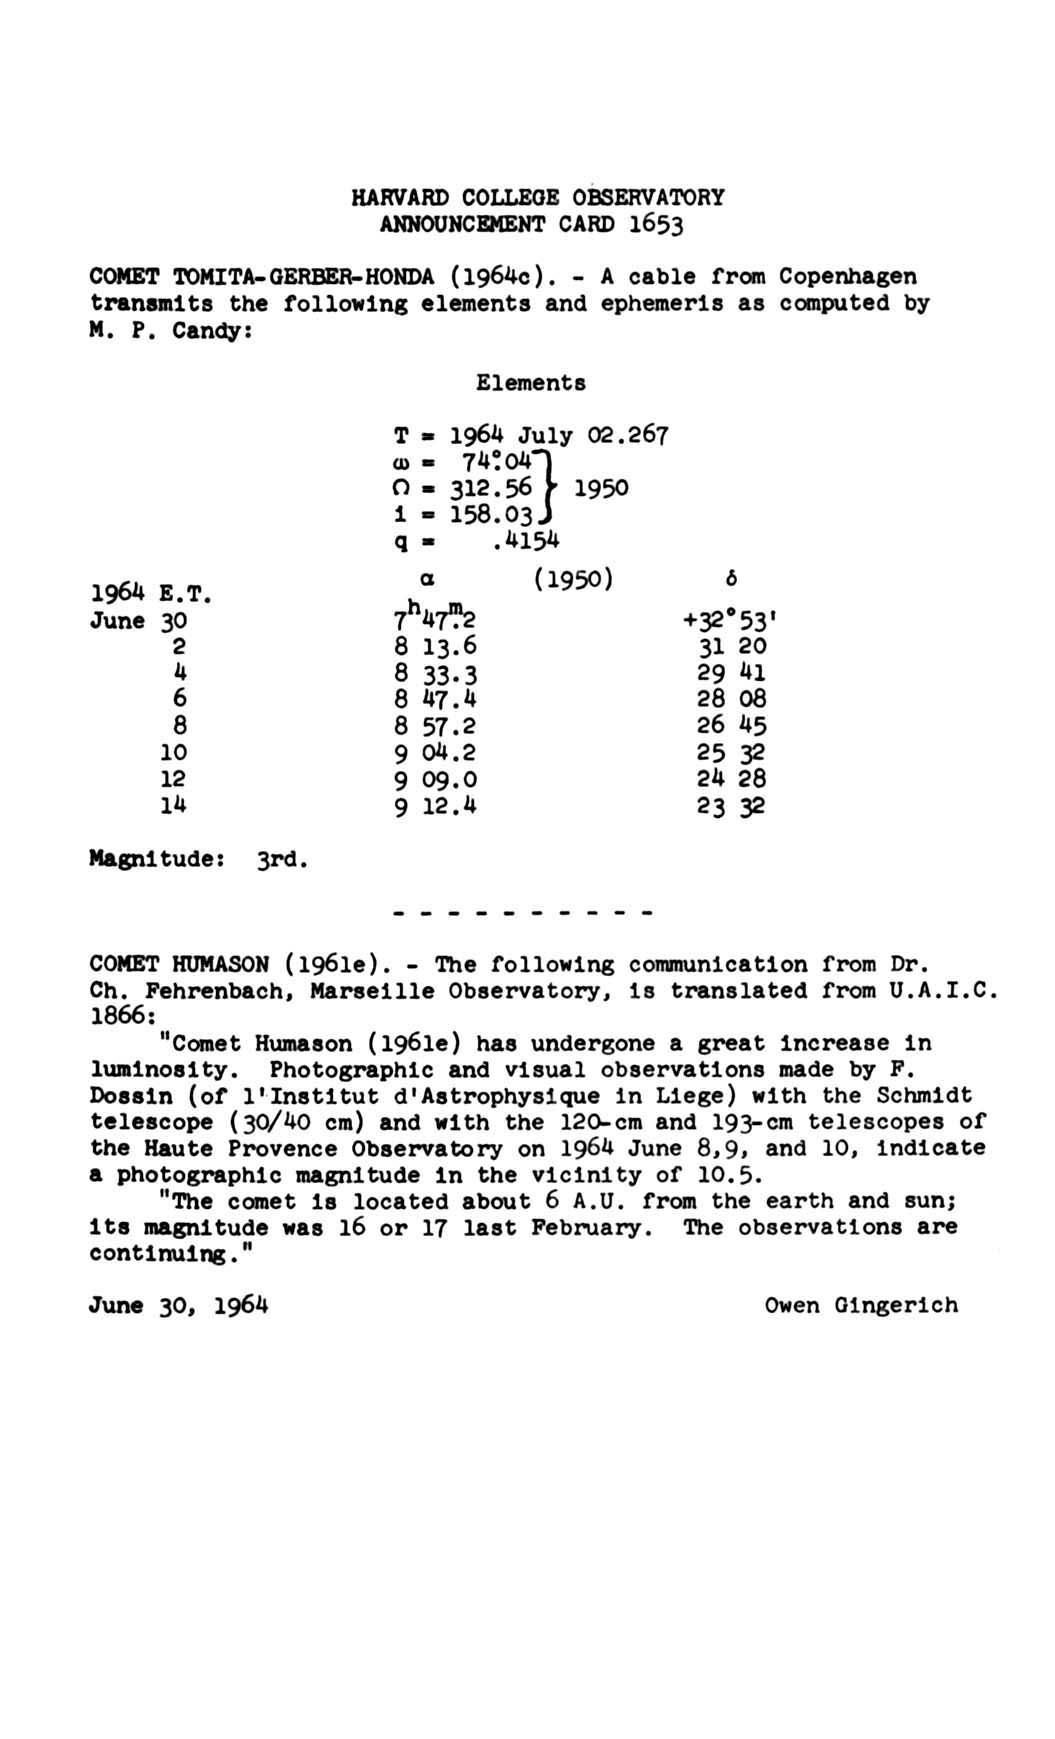 HARVARD COLLEGE OBSERVATORY
ANNOUNCEMENT CARD 1653
COMET TOMITA-GERBER-HONDA (1964c). - A cable from Copenhagen
transmits the following elements and ephemeris as computed by
M. P. Candy:
Elements
T = 1964 July 02.267
ω = 74°.04
Ω = 312.56 } 1950
i = 158.03
q = .4154
1964 E.T. α (1950) δ
June 30 7h47m.2 +32°53'
2 8 13.6 31 20
4 8 33.3 29 41
6 8 47.4 28 08
8 8 57.2 26 45
10 9 04.2 25 32
12 9 09.0 24 28
14 9 12.4 23 32
Magnitude: 3rd.
- - - - - - - - - -
COMET HUMASON (1961e). - The following communication from Dr.
Ch. Fehrenbach, Marseille Observatory, is translated from U.A.I.C.
1866:
"Comet Humason (1961e) has undergone a great increase in
luminosity. Photographic and visual observations made by F.
Dossin (of l'Institut d'Astrophysique in Liege) with the Schmidt
telescope (30/40 cm) and with the 120-cm and 193-cm telescopes of
the Haute Provence Observatory on 1964 June 8,9, and 10, indicate
a photographic magnitude in the vicinity of 10.5.
"The comet is located about 6 A.U. from the earth and sun;
its magnitude was 16 or 17 last February. The observations are
continuing."
June 30, 1964 Owen Gingerich